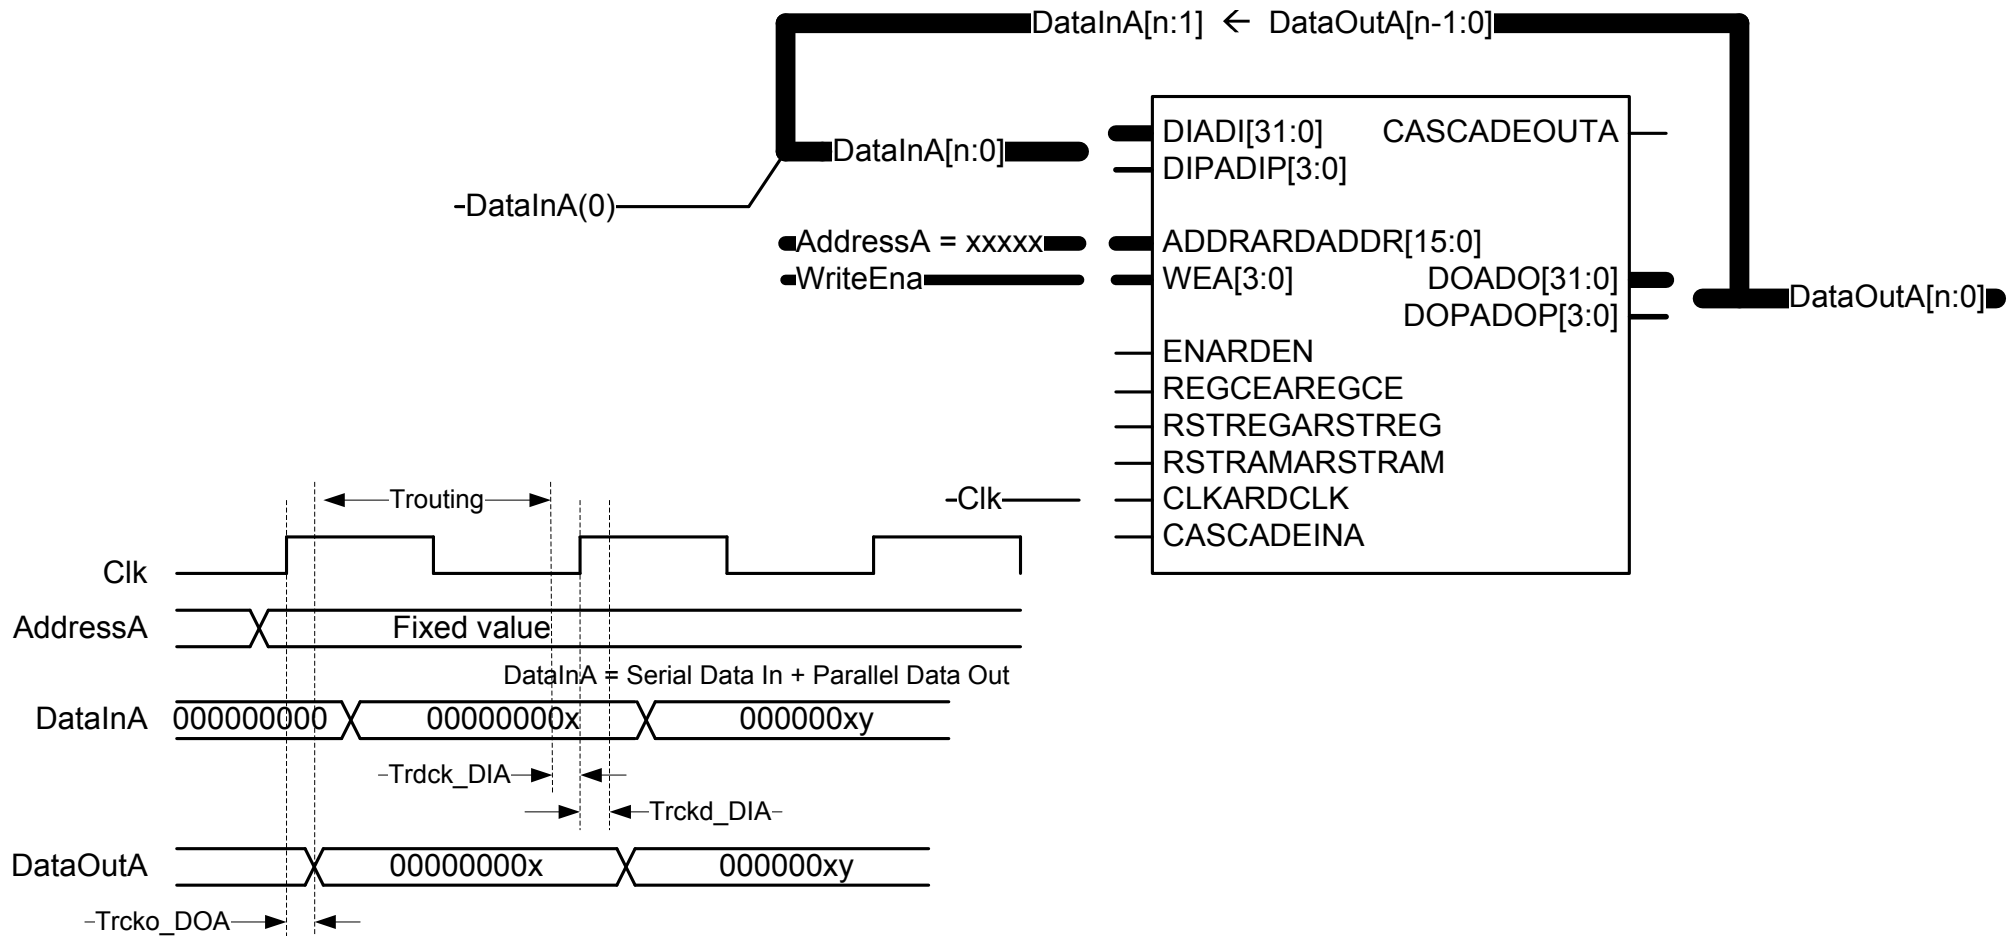 DataInA[n:1] ← DataOutA[n-1:0]
DIADI[31:0] CASCADEOUTA
DataInA[n:0]
DIPADIP[3:0]
DataInA(0)
AddressA = xxxxx
ADDRARDADDR[15:0]
WriteEna
WEA[3:0] DOADO[31:0]
DataOutA[n:0]
DOPADOP[3:0]
ENARDEN
REGCEAREGCE
RSTREGARSTREG
RSTRAMARSTRAM
Clk
CLKARDCLK
CASCADEINA
Trouting
Clk
AddressA Fixed value
DataInA = Serial Data In + Parallel Data Out
DataInA 000000000 00000000x 000000xy
Trdck_DIA
Trckd_DIA
DataOutA 00000000x 000000xy
Trcko_DOA